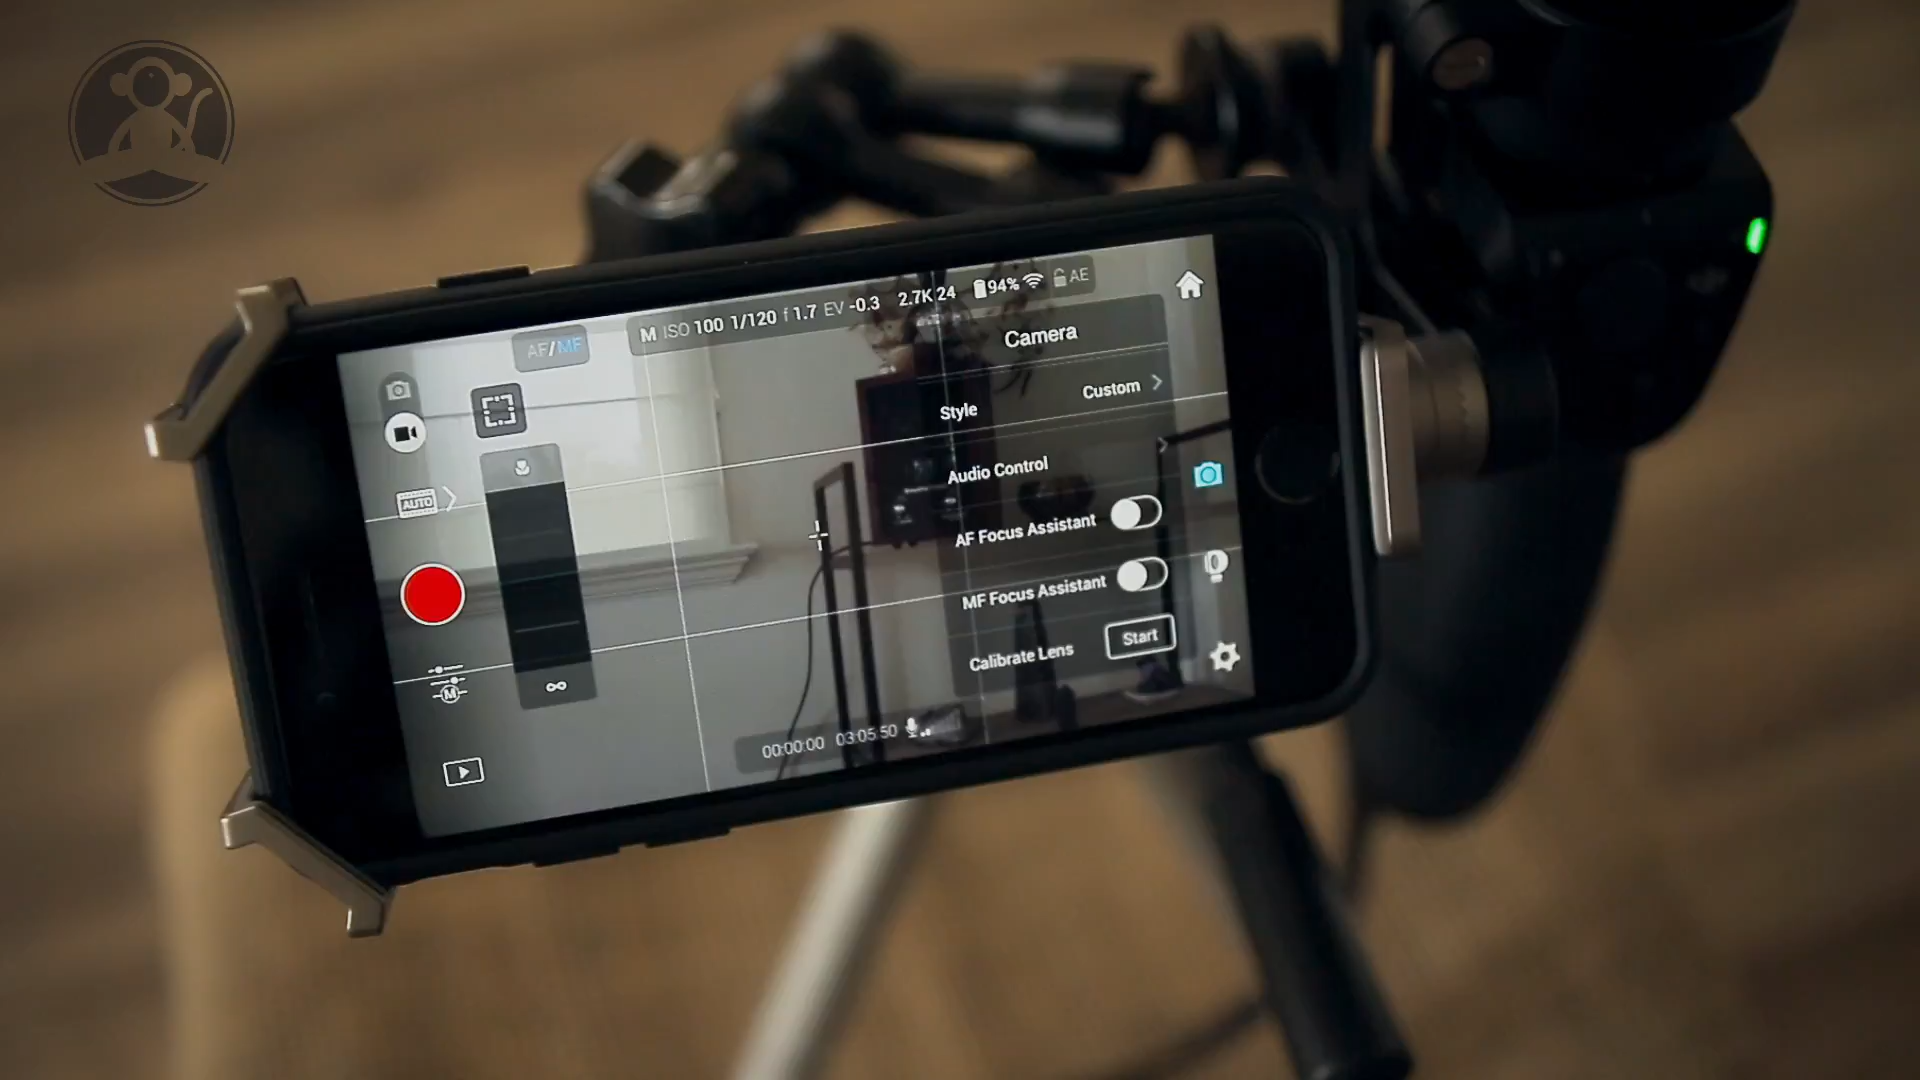 AF/MF
M ISO 100 1/120 f 1.7 EV -0.3 2.7K 24 94% AE
Camera
Style Custom
AUTO
Audio Control
AF Focus Assistant
MF Focus Assistant
Calibrate Lens Start
M
∞
00:00:00 03:05:50